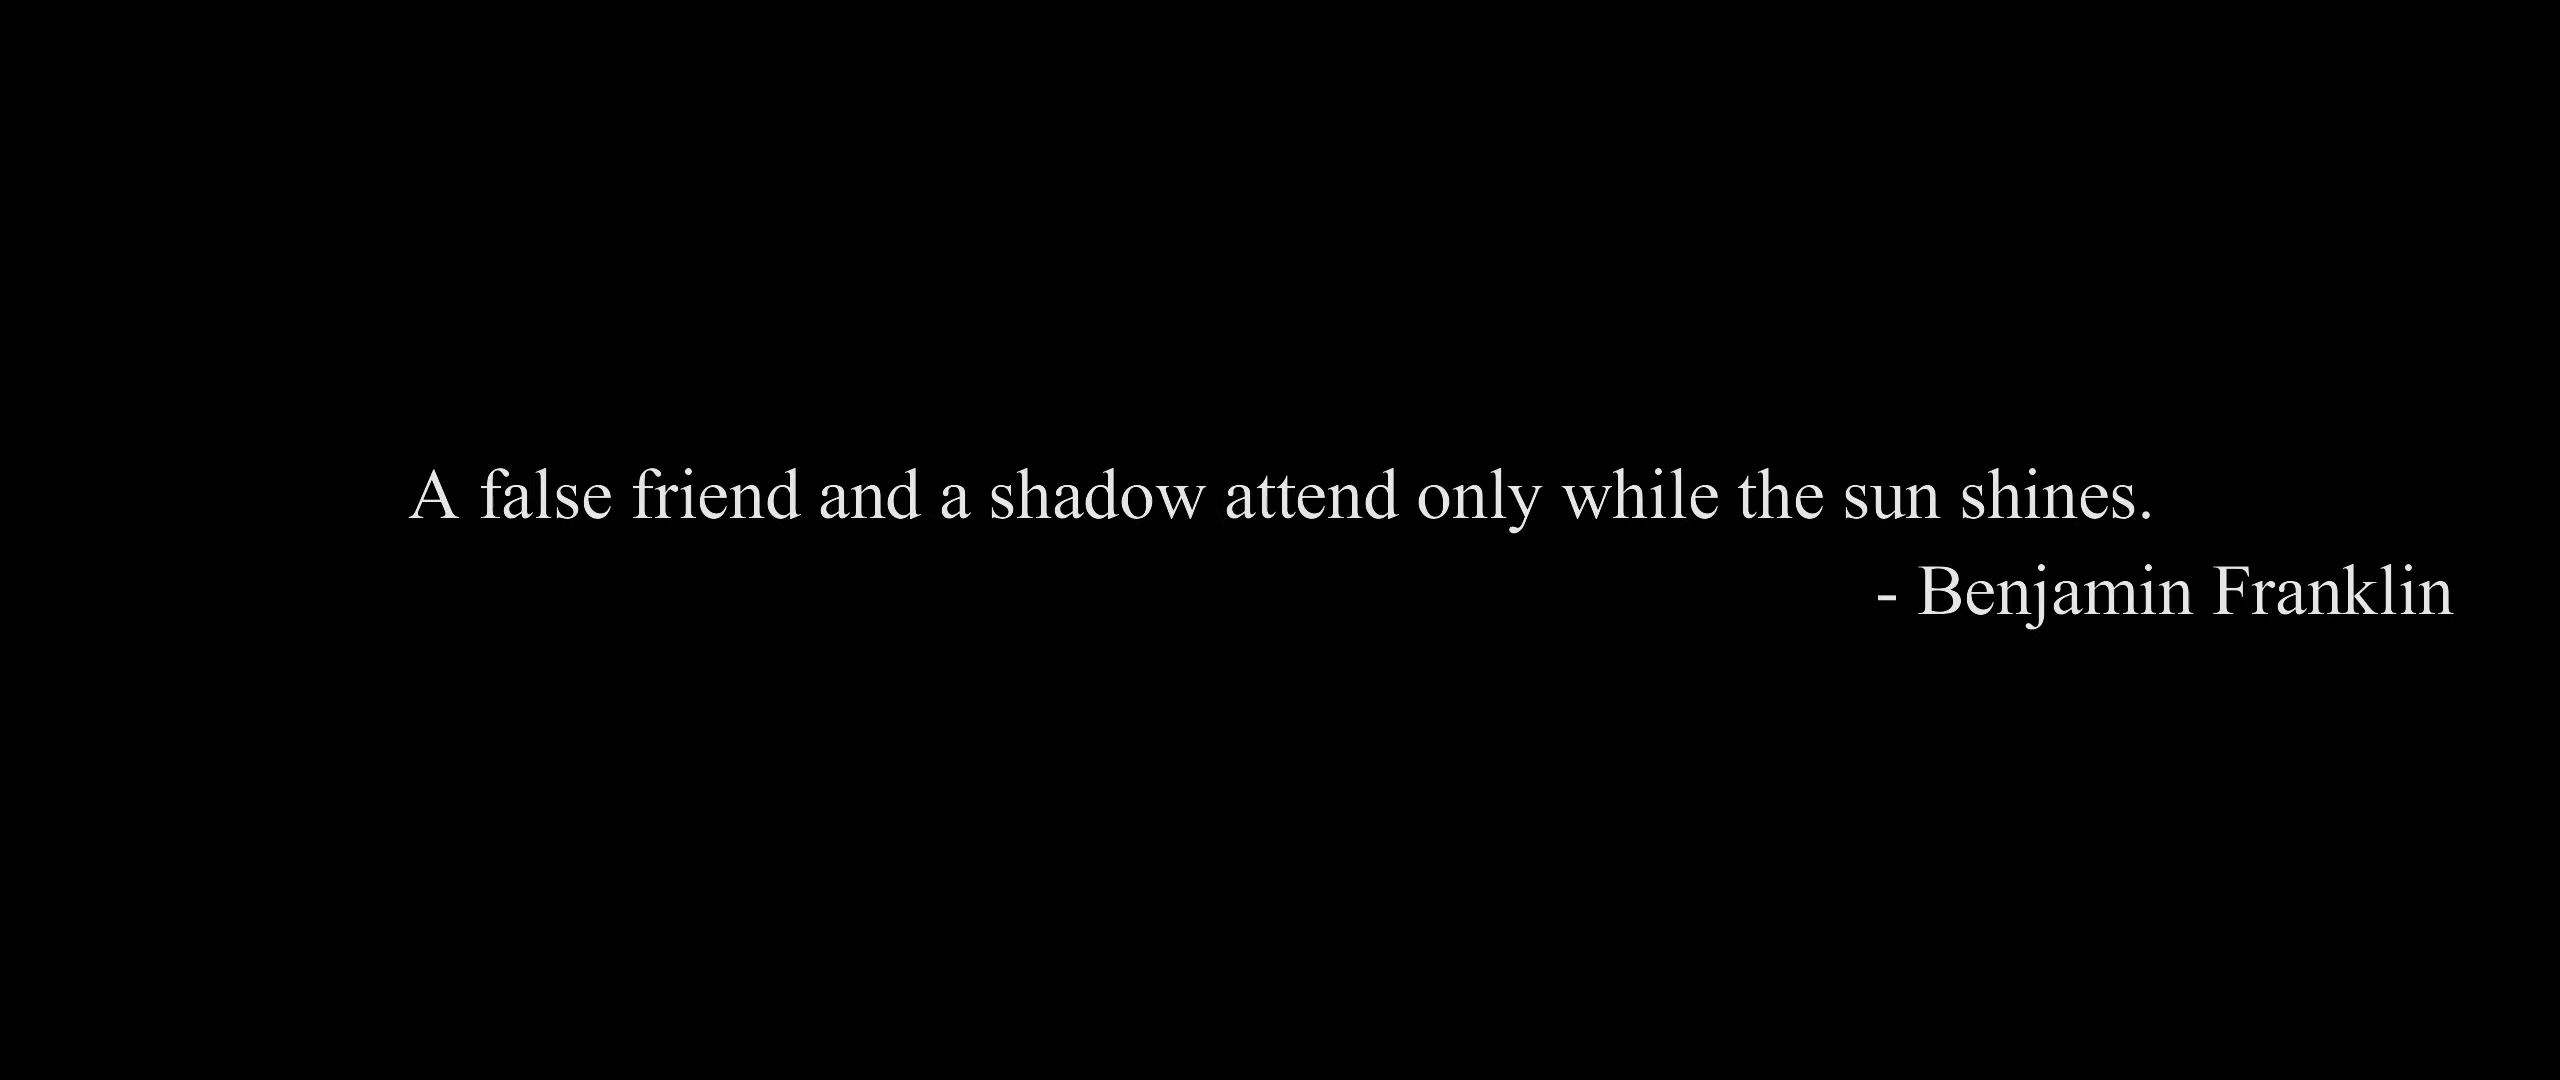 A false friend and a shadow attend only while the sun shines.
- Benjamin Franklin